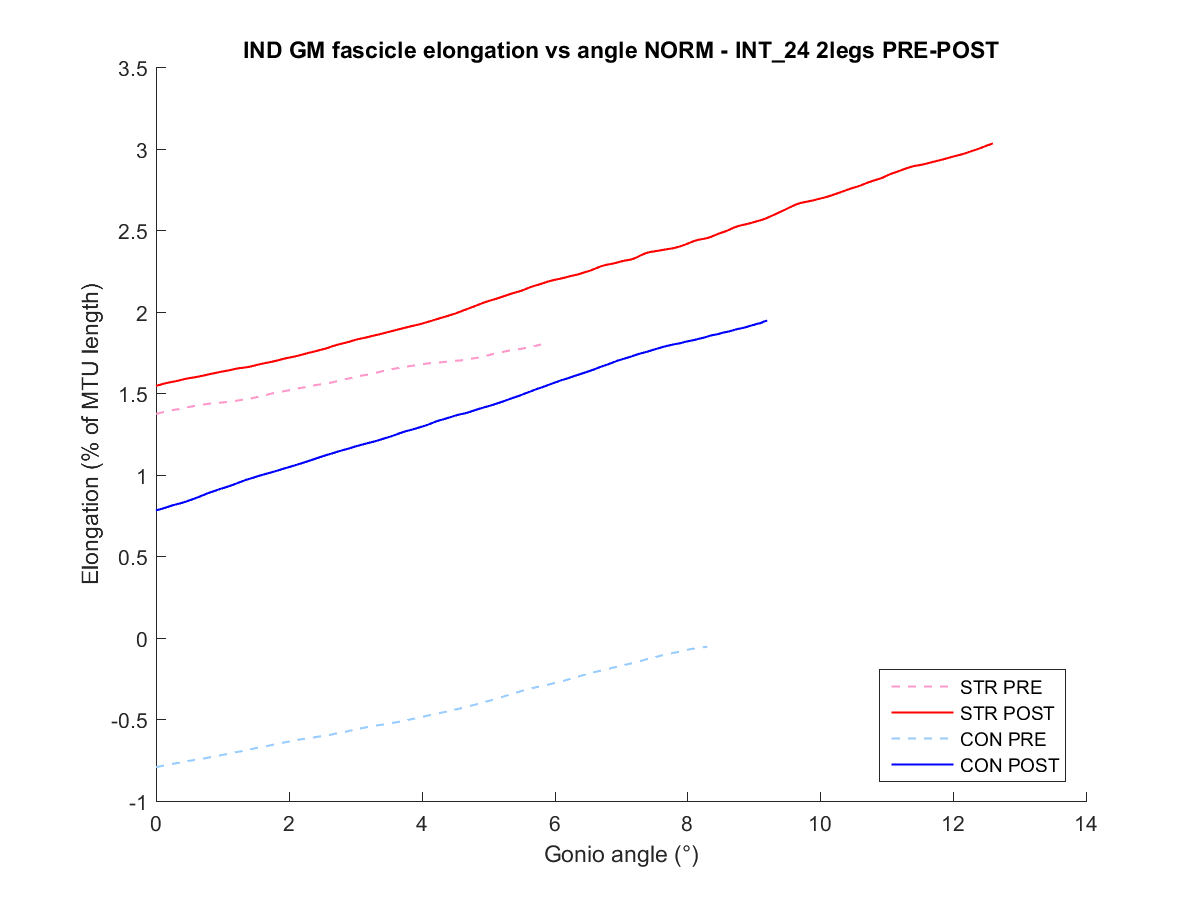 IND GM fascicle elongation vs angle NORM - INT_24 2legs PRE-POST
3.5
3
2.5
2
1.5
1
0.5
0
-0.5
-1
Elongation (% of MTU length)
0 2 4 6 8 10 12 14
Gonio angle (°)
STR PRE
STR POST
CON PRE
CON POST